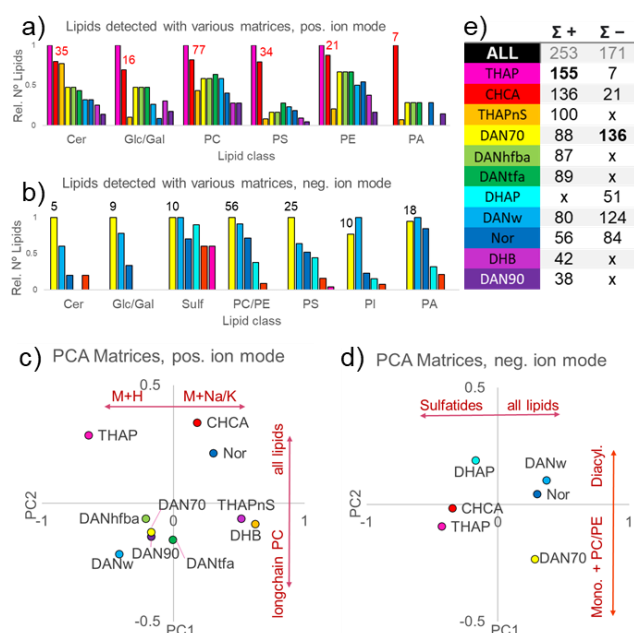 a) Lipids detected with various matrices, pos. ion mode
Rel. Nº Lipids
1
0.5
0
35
16
77
34
21
7
Cer Glc/Gal PC PS PE PA
Lipid class
b) Lipids detected with various matrices, neg. ion mode
Rel. Nº Lipids
1
0.5
0
5
9
10
56
25
10
18
Cer Glc/Gal Sulf PC/PE PS PI PA
Lipid class
e) Σ + Σ −
ALL 253 171
THAP 155 7
CHCA 136 21
THAPnS 100 x
DAN70 88 136
DANhfba 87 x
DANtfa 89 x
DHAP x 51
DANw 80 124
Nor 56 84
DHB 42 x
DAN90 38 x
c) PCA Matrices, pos. ion mode
0.5
M+H M+Na/K
THAP
CHCA
Nor
all lipids
PC2
DAN70
DANhfba
THAPnS
-1 0 1
DAN90
DHB
DANw
DANtfa
longchain PC
-0.5
PC1
d) PCA Matrices, neg. ion mode
0.5
Sulfatides all lipids
DHAP
DANw
Diacyl.
Nor
CHCA
PC2
-1 0 1
THAP
DAN70
Mono. + PC/PE
-0.5
PC1